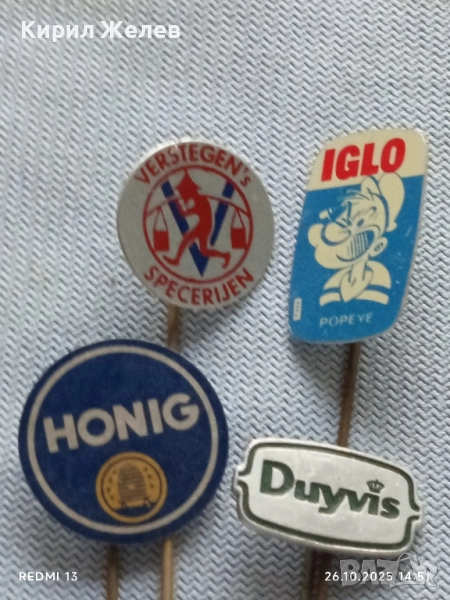 Кирил Желев
VERSTEGEN's
SPECERIJEN
IGLO
POPEYE
HONIG
Duyvis
REDMI 13
26.10.2025 14:51